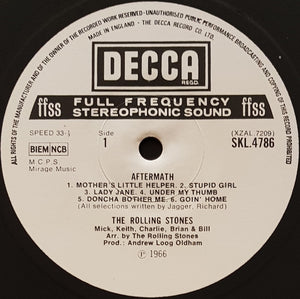 ALL RIGHTS OF THE MANUFACTURER AND OF THE OWNER OF THE RECORDED WORK RESERVED · UNAUTHORISED PUBLIC PERFORMANCE, BROADCASTING AND COPYING OF THIS RECORD PROHIBITED
MADE IN ENGLAND · THE DECCA RECORD CO. LTD.
DECCA
REGD.
ffss FULL FREQUENCY ffss
STEREOPHONIC SOUND
SPEED 33⅓
Side
1
(XZAL.7209)
SKL.4786
BIEM NCB
M.C.P.S
Mirage Music
AFTERMATH
1. MOTHER'S LITTLE HELPER. 2. STUPID GIRL
3. LADY JANE. 4. UNDER MY THUMB
5. DONCHA BOTHER ME. 6. GOIN' HOME
(All selections written by Jagger, Richard)
THE ROLLING STONES
Mick, Keith, Charlie, Brian & Bill
Arr. by The Rolling Stones
Prod.: Andrew Loog Oldham
℗ 1966